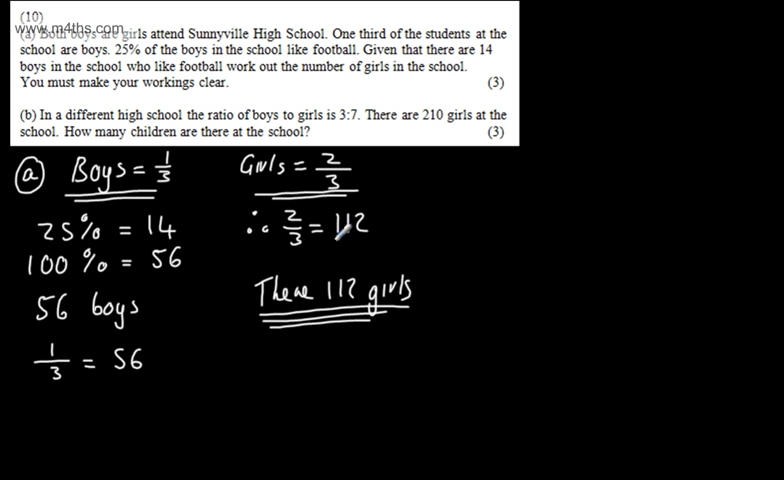 (10)
www.m4ths.com
(a) Both boys are girls attend Sunnyville High School. One third of the students at the
school are boys. 25% of the boys in the school like football. Given that there are 14
boys in the school who like football work out the number of girls in the school.
You must make your workings clear. (3)
(b) In a different high school the ratio of boys to girls is 3:7. There are 210 girls at the
school. How many children are there at the school? (3)
(a) Boys = 1/3
25% = 14
100% = 56
56 boys
1/3 = 56
Girls = 2/3
∴ 2/3 = 112
There 112 girls